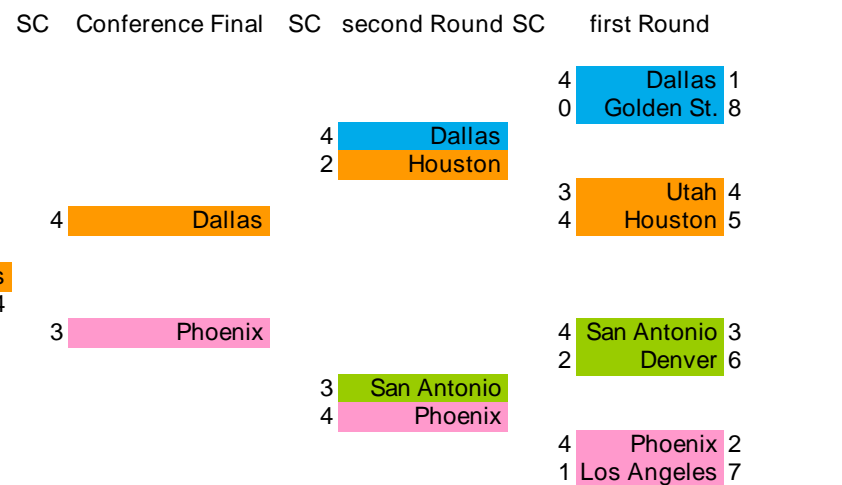 SC Conference Final SC second Round SC first Round
4 Dallas 1
0 Golden St. 8
4 Dallas
2 Houston
3 Utah 4
4 Dallas 4 Houston 5
3 Phoenix 4 San Antonio 3
2 Denver 6
3 San Antonio
4 Phoenix
4 Phoenix 2
1 Los Angeles 7